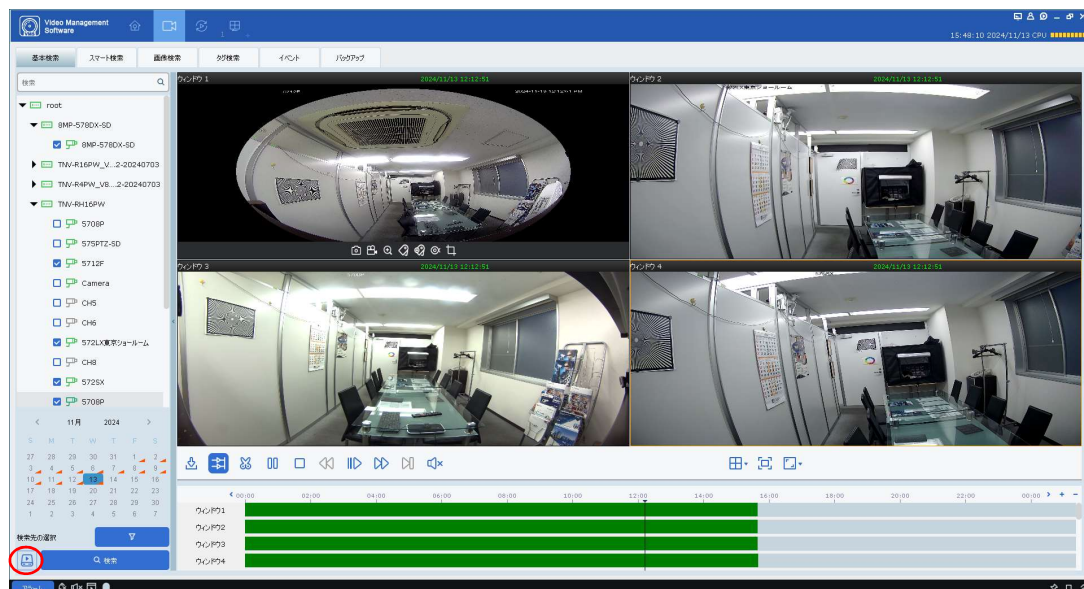 Video Management
Software
15:48:10 2024/11/13 CPU
基本検索
スマート検索
画像検索
タグ検索
イベント
バックアップ
検索
root
8MP-578DX-SD
8MP-578DX-SD
TNV-R16PW_V...2-20240703
TNV-R4PW_V8...2-20240703
TNV-RH16PW
5708P
575PTZ-SD
5712F
Camera
CH5
CH6
572LX東京ショールーム
CH8
572SX
5708P
ウィンドウ 1
2024/11/13 12:12:51
ウィンドウ 2
2024/11/13 12:12:51
ウィンドウ 3
2024/11/13 12:12:51
ウィンドウ 4
2024/11/13 12:12:51
11月 2024
S M T W T F S
27 28 29 30 31 1 2
3 4 5 6 7 8 9
10 11 12 13 14 15 16
17 18 19 20 21 22 23
24 25 26 27 28 29 30
1 2 3 4 5 6 7
検索先の選択
検索
00:00 02:00 04:00 06:00 08:00 10:00 12:00 14:00 16:00 18:00 20:00 22:00 00:00
ウィンドウ1
ウィンドウ2
ウィンドウ3
ウィンドウ4